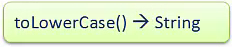 toLowerCase() → String